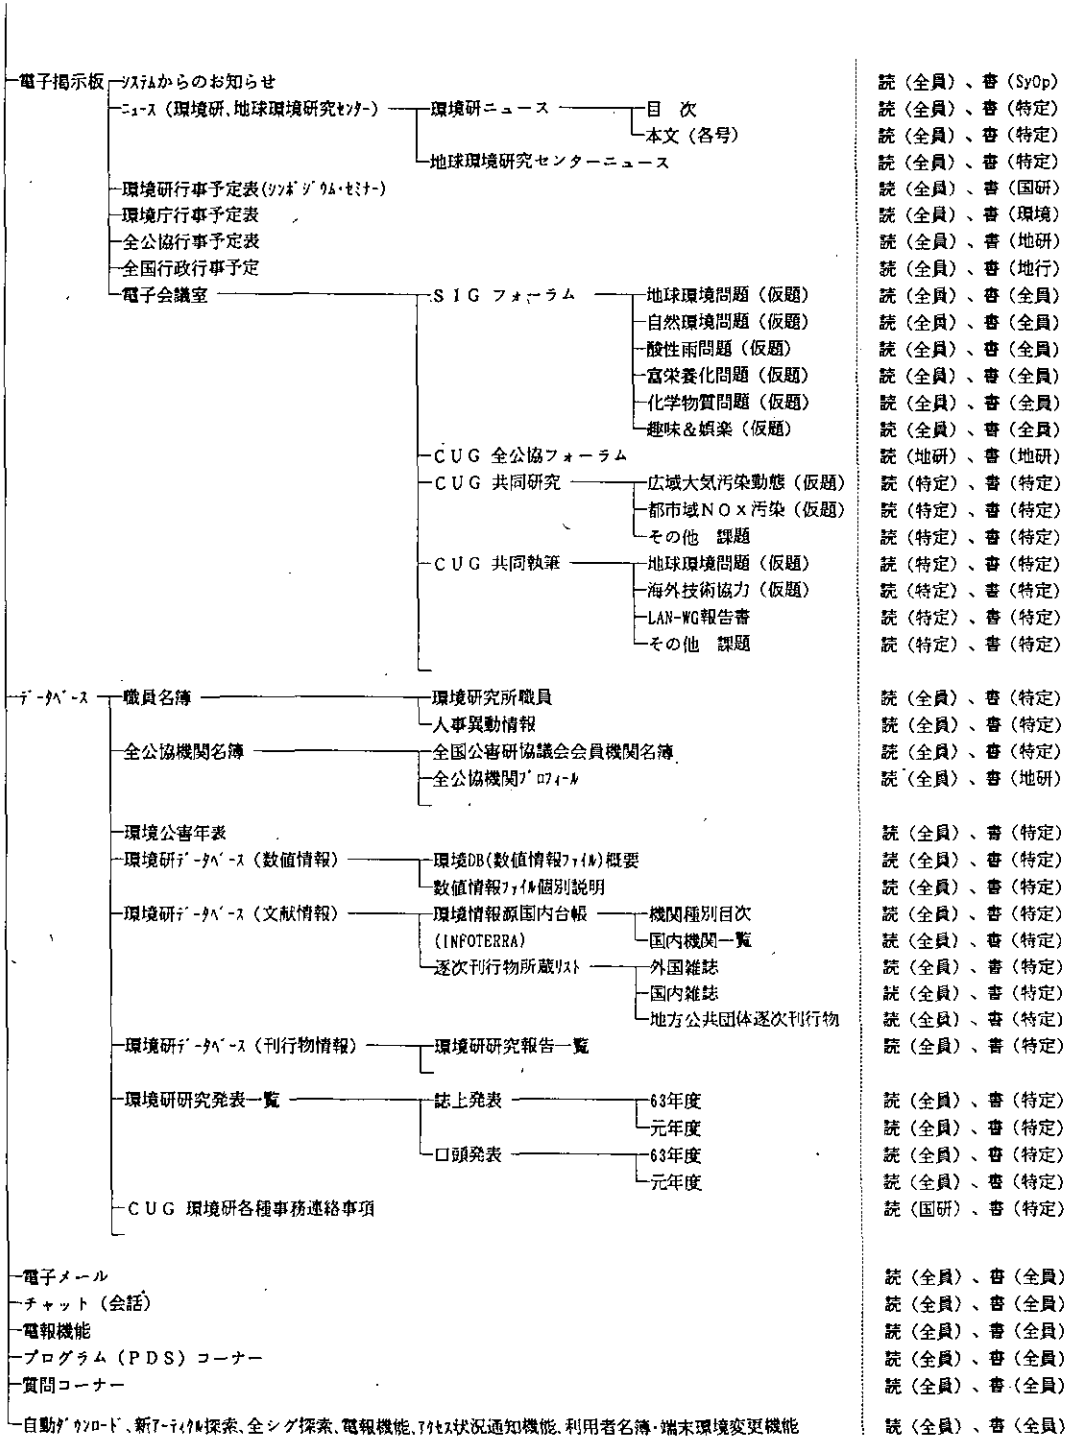 電子掲示板 システムからのお知らせ 読（全員）、書（SyOp）
ニュース（環境研、地球環境研究センター） 環境研ニュース 目　次 読（全員）、書（特定）
本文（各号） 読（全員）、書（特定）
地球環境研究センターニュース 読（全員）、書（特定）
環境研行事予定表(シンポジウム・セミナー) 読（全員）、書（国研）
環境庁行事予定表 読（全員）、書（環境）
全公協行事予定表 読（全員）、書（地研）
全国行政行事予定 読（全員）、書（地行）
電子会議室 ＳＩＧ フォーラム 地球環境問題（仮題） 読（全員）、書（全員）
自然環境問題（仮題） 読（全員）、書（全員）
酸性雨問題（仮題） 読（全員）、書（全員）
富栄養化問題（仮題） 読（全員）、書（全員）
化学物質問題（仮題） 読（全員）、書（全員）
趣味＆娯楽（仮題） 読（全員）、書（全員）
ＣＵＧ 全公協フォーラム 読（地研）、書（地研）
ＣＵＧ 共同研究 広域大気汚染動態（仮題） 読（特定）、書（特定）
都市域ＮＯｘ汚染（仮題） 読（特定）、書（特定）
その他　課題 読（特定）、書（特定）
ＣＵＧ 共同執筆 地球環境問題（仮題） 読（特定）、書（特定）
海外技術協力（仮題） 読（特定）、書（特定）
LAN-WG報告書 読（特定）、書（特定）
その他　課題 読（特定）、書（特定）
データベース 職員名簿 環境研究所職員 読（全員）、書（特定）
人事異動情報 読（全員）、書（特定）
全公協機関名簿 全国公害研協議会会員機関名簿 読（全員）、書（特定）
全公協機関プロフィール 読（全員）、書（地研）
環境公害年表 読（全員）、書（特定）
環境研データベース（数値情報） 環境DB(数値情報ファイル)概要 読（全員）、書（特定）
数値情報ファイル個別説明 読（全員）、書（特定）
環境研データベース（文献情報） 環境情報源国内台帳 機関種別目次 読（全員）、書（特定）
(INFOTERRA) 国内機関一覧 読（全員）、書（特定）
逐次刊行物所蔵リスト 外国雑誌 読（全員）、書（特定）
国内雑誌 読（全員）、書（特定）
地方公共団体逐次刊行物 読（全員）、書（特定）
環境研データベース（刊行物情報） 環境研研究報告一覧 読（全員）、書（特定）
環境研研究発表一覧 誌上発表 63年度 読（全員）、書（特定）
元年度 読（全員）、書（特定）
口頭発表 63年度 読（全員）、書（特定）
元年度 読（全員）、書（特定）
ＣＵＧ 環境研各種事務連絡事項 読（国研）、書（特定）
電子メール 読（全員）、書（全員）
チャット（会話） 読（全員）、書（全員）
電報機能 読（全員）、書（全員）
プログラム（ＰＤＳ）コーナー 読（全員）、書（全員）
質問コーナー 読（全員）、書（全員）
自動ダウンロード、新アーティクル探索、全シグ探索、電報機能、アクセス状況通知機能、利用者名簿・端末環境変更機能 読（全員）、書（全員）